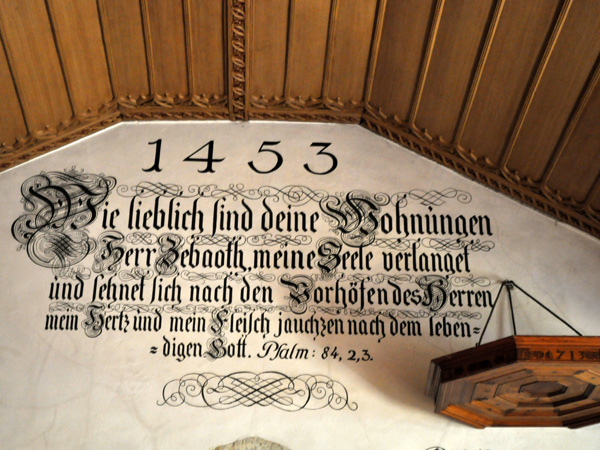 1453
Wie lieblich sind deine Wohnungen
Herr Zebaoth, meine Seele verlanget
und sehnet sich nach den Vorhöfen des Herren
mein Hertz und mein Fleisch jauchzen nach dem leben=
=digen Gott. Psalm: 84, 2,3.